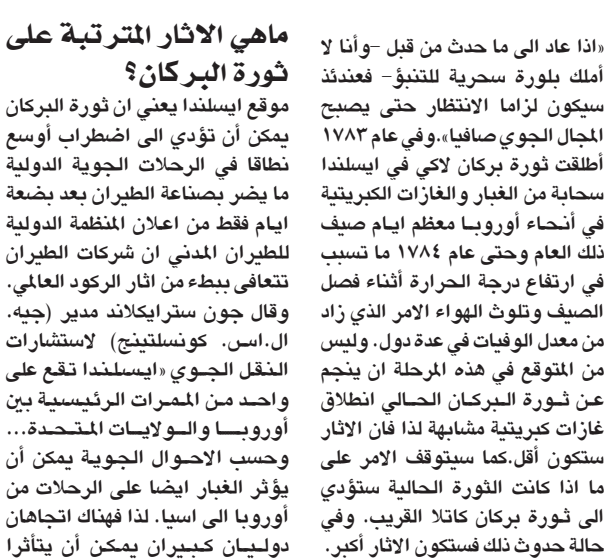 ماهي الاثار المترتبة على
ثورة البركان؟
موقع ايسلندا يعني ان ثورة البركان
يمكن أن تؤدي الى اضطراب أوسع
نطاقا في الرحلات الجوية الدولية
ما يضر بصناعة الطيران بعد بضعة
ايام فقط من اعلان المنظمة الدولية
للطيران المدني ان شركات الطيران
تتعافى ببطء من اثار الركود العالمي.
وقال جون سترايكلاند مدير (جيه.
ال.اس. كونسلتينج) لاستشارات
النقل الجوي «ايسلندا تقع على
واحد من الممرات الرئيسية بين
أوروبا والولايات المتحدة...
وحسب الاحوال الجوية يمكن أن
يؤثر الغبار ايضا على الرحلات من
أوروبا الى اسيا. لذا فهناك اتجاهان
دوليان كبيران يمكن أن يتأثرا
«اذا عاد الى ما حدث من قبل -وأنا لا
أملك بلورة سحرية للتنبؤ- فعندئذ
سيكون لزاما الانتظار حتى يصبح
المجال الجوي صافيا».وفي عام ١٧٨٣
أطلقت ثورة بركان لاكي في ايسلندا
سحابة من الغبار والغازات الكبريتية
في أنحاء أوروبا معظم ايام صيف
ذلك العام وحتى عام ١٧٨٤ ما تسبب
في ارتفاع درجة الحرارة أثناء فصل
الصيف وتلوث الهواء الامر الذي زاد
من معدل الوفيات في عدة دول. وليس
من المتوقع في هذه المرحلة ان ينجم
عن ثورة البركان الحالي انطلاق
غازات كبريتية مشابهة لذا فان الاثار
ستكون أقل.كما سيتوقف الامر على
ما اذا كانت الثورة الحالية ستؤدي
الى ثورة بركان كاتلا القريب. وفي
حالة حدوث ذلك فستكون الاثار أكبر.